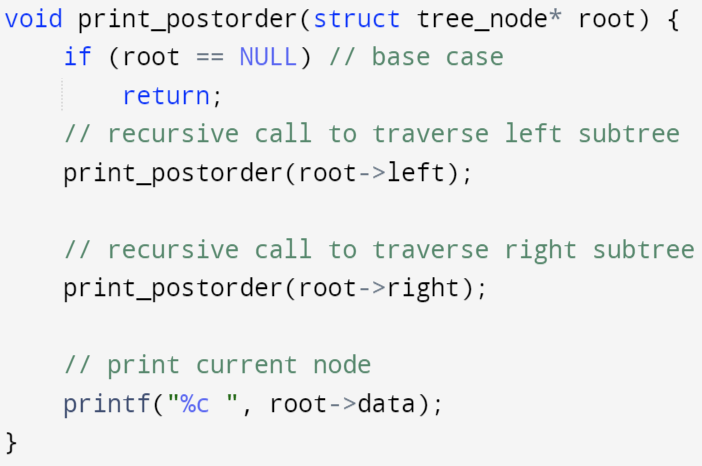 void print_postorder(struct tree_node* root) {
    if (root == NULL) // base case
        return;
    // recursive call to traverse left subtree
    print_postorder(root->left);

    // recursive call to traverse right subtree
    print_postorder(root->right);

    // print current node
    printf("%c ", root->data);
}